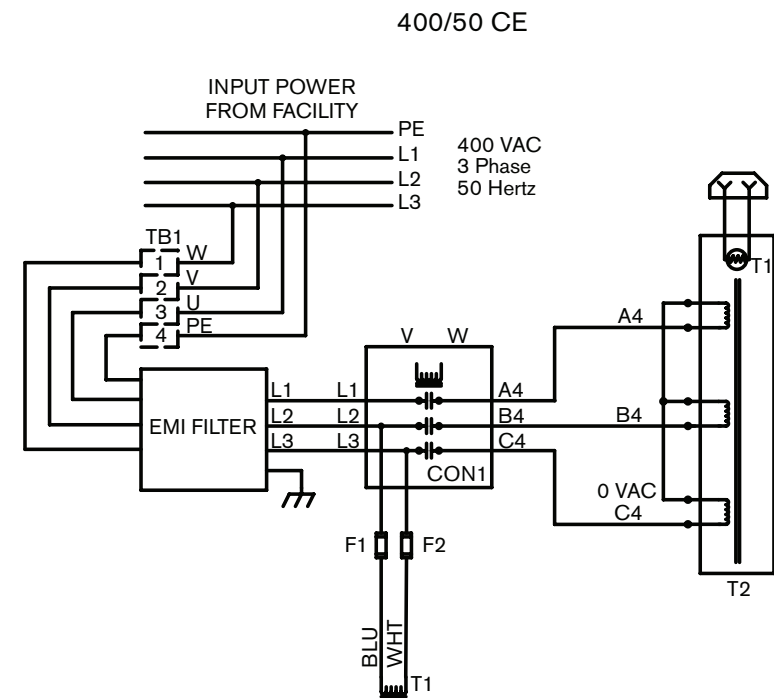 400/50 CE
INPUT POWER
FROM FACILITY
PE
L1
L2
L3
400 VAC
3 Phase
50 Hertz
TB1
1
W
2
V
3
U
4
PE
T1
A4
V W
EMI FILTER
L1
L1
A4
L2
L2
B4
B4
L3
L3
C4
CON1
0 VAC
C4
F1
F2
T2
BLU
WHT
T1